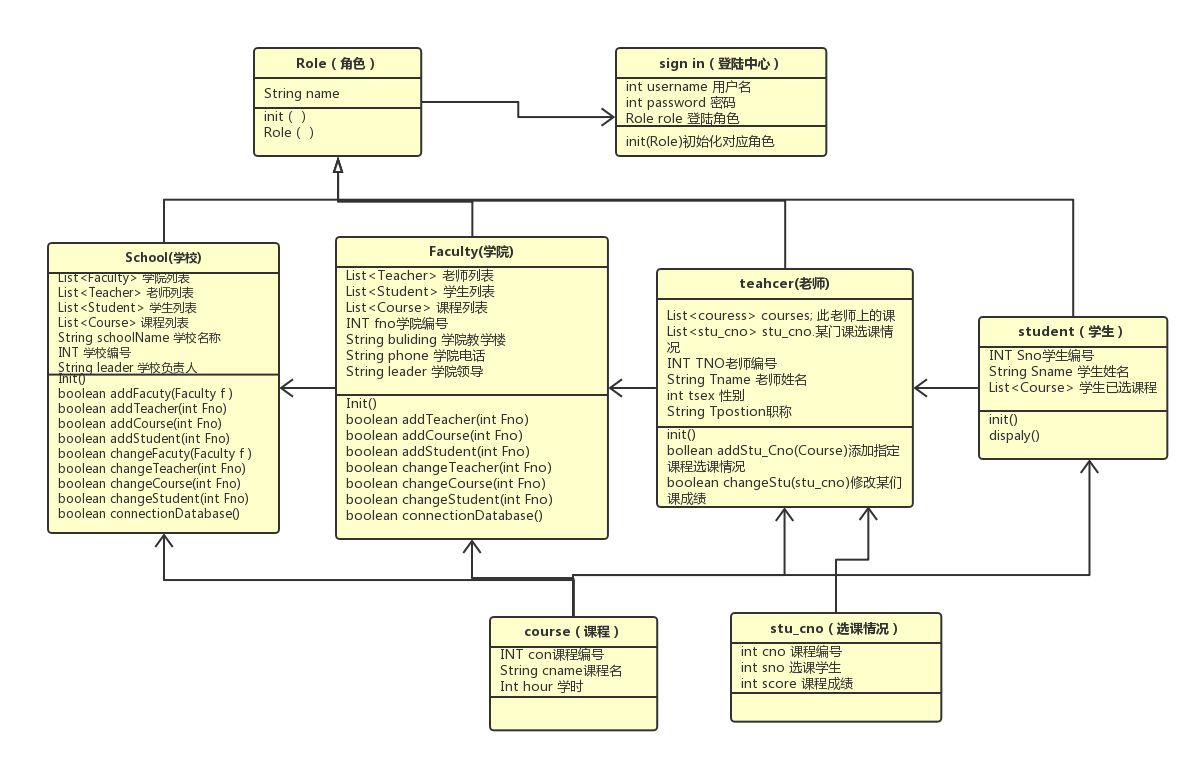 Role（角色）
String name
init（ ）
Role（ ）
sign in（登陆中心）
int username 用户名
int password 密码
Role role 登陆角色
init(Role)初始化对应角色
School(学校)
List<Faculty> 学院列表
List<Teacher> 老师列表
List<Student> 学生列表
List<Course> 课程列表
String schoolName 学校名称
INT 学校编号
String leader 学校负责人
Init()
boolean addFacuty(Faculty f )
boolean addTeacher(int Fno)
boolean addCourse(int Fno)
boolean addStudent(int Fno)
boolean changeFacuty(Faculty f )
boolean changeTeacher(int Fno)
boolean changeCourse(int Fno)
boolean changeStudent(int Fno)
boolean connectionDatabase()
Faculty(学院)
List<Teacher> 老师列表
List<Student> 学生列表
List<Course> 课程列表
INT fno学院编号
String buliding 学院教学楼
String phone 学院电话
String leader 学院领导
Init()
boolean addTeacher(int Fno)
boolean addCourse(int Fno)
boolean addStudent(int Fno)
boolean changeTeacher(int Fno)
boolean changeCourse(int Fno)
boolean changeStudent(int Fno)
boolean connectionDatabase()
teahcer(老师)
List<couress> courses; 此老师上的课
List<stu_cno> stu_cno.某门课选课情
况
INT TNO老师编号
String Tname 老师姓名
int tsex 性别
String Tpostion职称
init()
bollean addStu_Cno(Course)添加指定
课程选课情况
boolean changeStu(stu_cno)修改某们
课成绩
student（学生）
INT Sno学生编号
String Sname 学生姓名
List<Course> 学生已选课程
init()
dispaly()
course（课程）
INT con课程编号
String cname课程名
Int hour 学时
stu_cno（选课情况）
int cno 课程编号
int sno 选课学生
int score 课程成绩